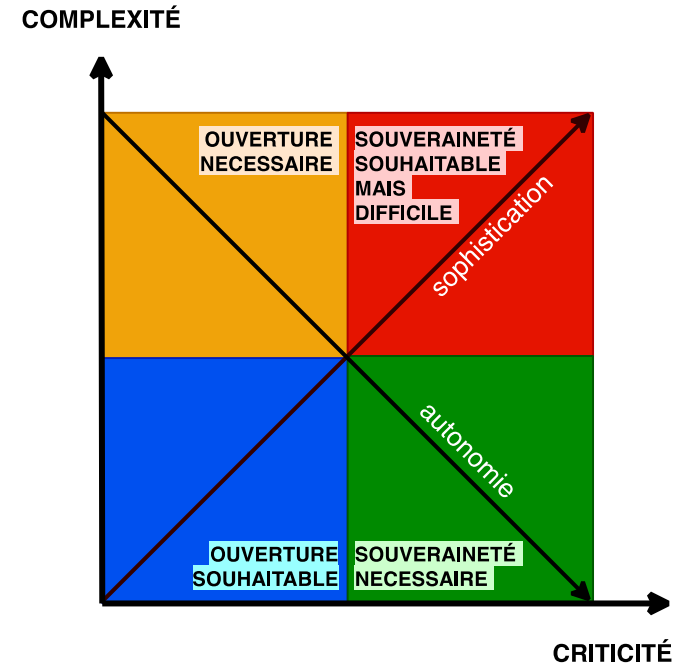 COMPLEXITÉ
OUVERTURE
NECESSAIRE
SOUVERAINETÉ
SOUHAITABLE
MAIS
DIFFICILE
sophistication
autonomie
OUVERTURE
SOUHAITABLE
SOUVERAINETÉ
NECESSAIRE
CRITICITÉ